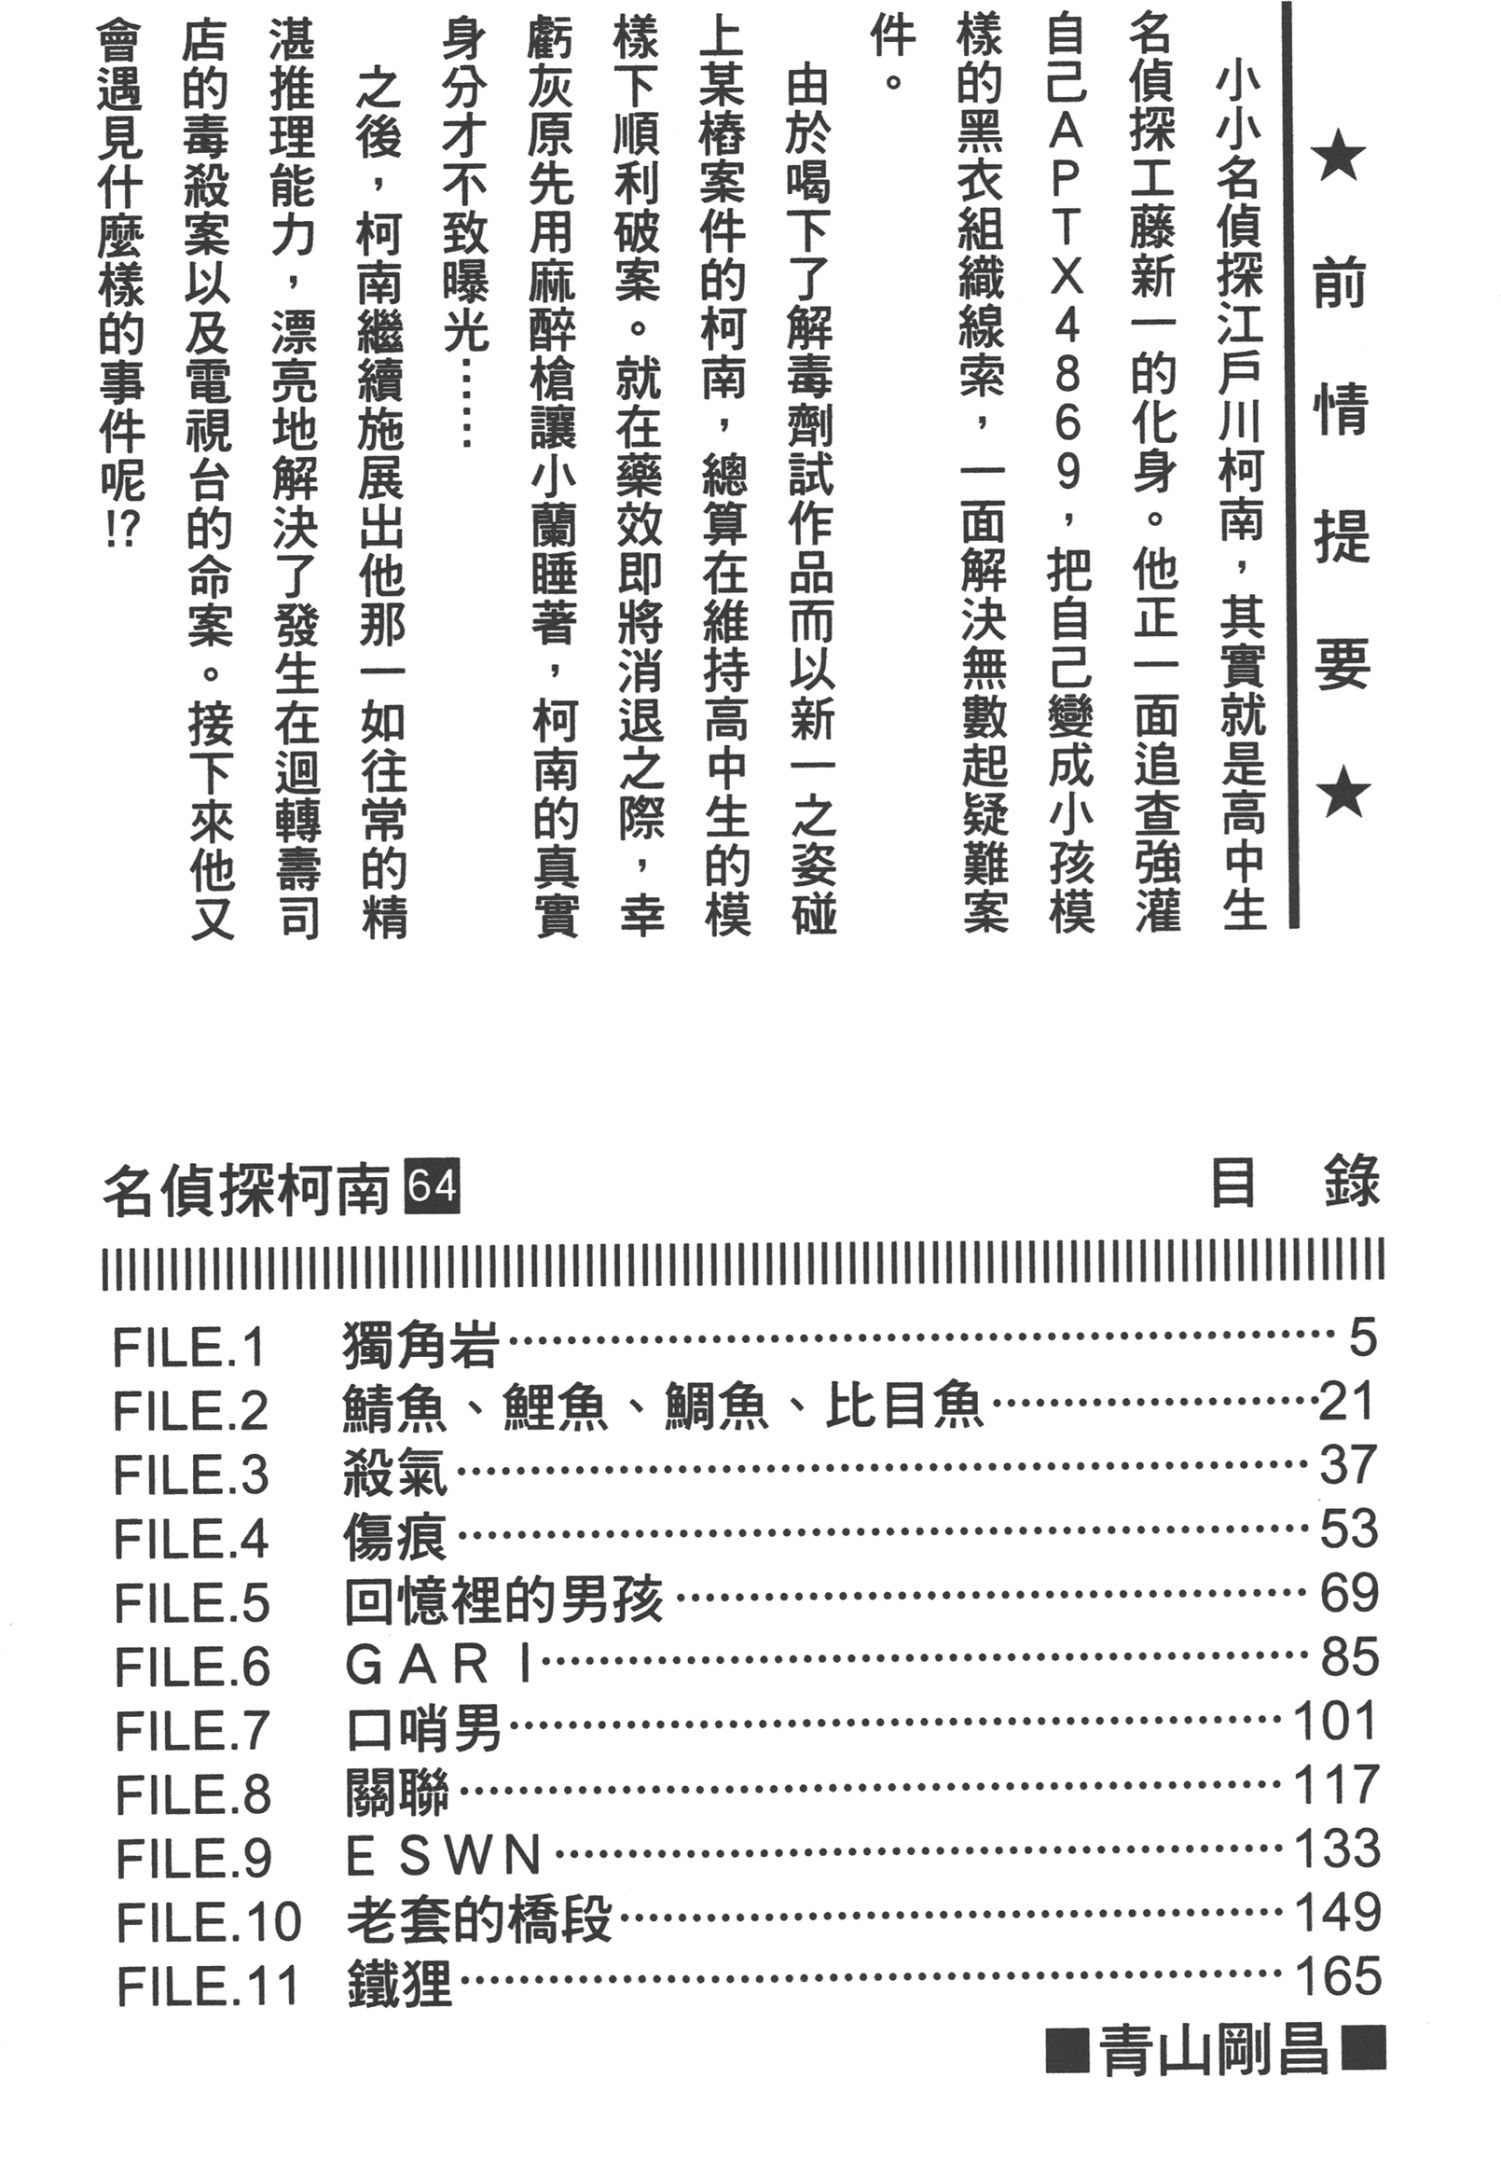 ★前情提要★
小小名偵探江戶川柯南，其實就是高中生
名偵探工藤新一的化身。他正一面追查強灌
自己APTX4869，把自己變成小孩模
樣的黑衣組織線索，一面解決無數起疑難案
件。
由於喝下了解毒劑試作品而以新一之姿碰
上某樁案件的柯南，總算在維持高中生的模
樣下順利破案。就在藥效即將消退之際，幸
虧灰原先用麻醉槍讓小蘭睡著，柯南的真實
身分才不致曝光……
之後，柯南繼續施展出他那一如往常的精
湛推理能力，漂亮地解決了發生在迴轉壽司
店的毒殺案以及電視台的命案。接下來他又
會遇見什麼樣的事件呢!?
名偵探柯南64 目 錄
FILE.1 獨角岩…………5
FILE.2 鯖魚、鯉魚、鯛魚、比目魚…………21
FILE.3 殺氣…………37
FILE.4 傷痕…………53
FILE.5 回憶裡的男孩…………69
FILE.6 GARI…………85
FILE.7 口哨男…………101
FILE.8 關聯…………117
FILE.9 ESWN…………133
FILE.10 老套的橋段…………149
FILE.11 鐵狸…………165
■青山剛昌■